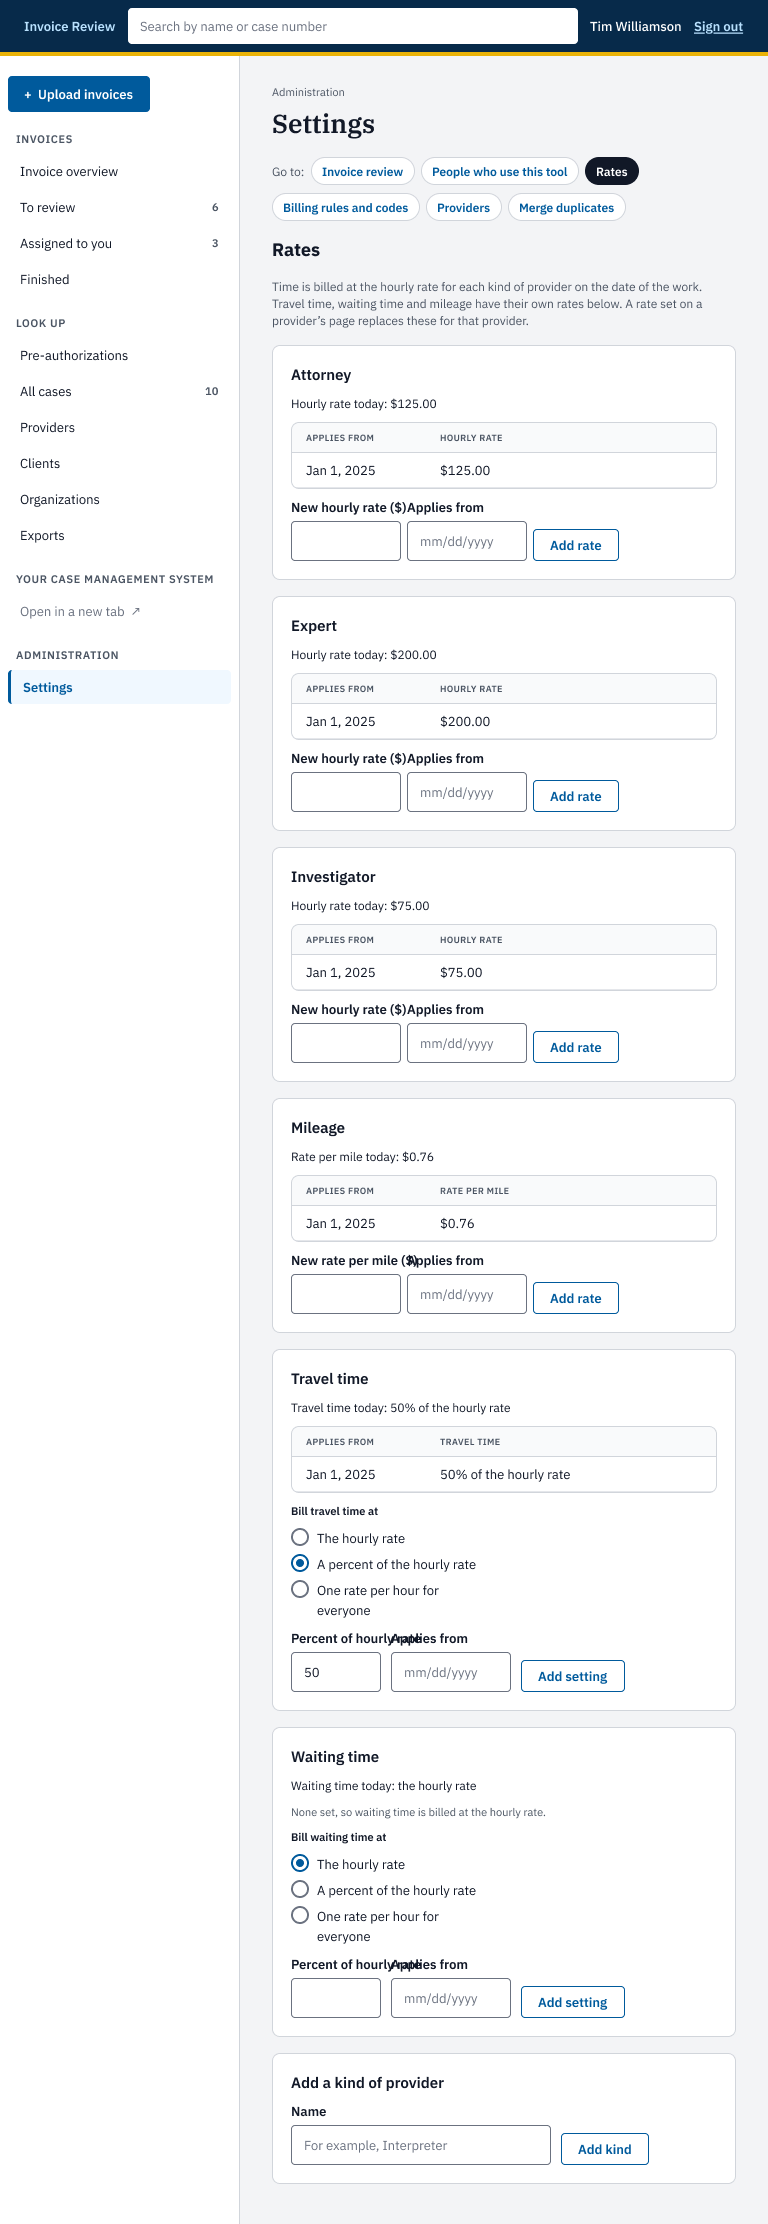 Invoice Review
Search by name or case number
Tim Williamson
Sign out
+ Upload invoices
INVOICES
Invoice overview
To review 6
Assigned to you 3
Finished
LOOK UP
Pre-authorizations
All cases 10
Providers
Clients
Organizations
Exports
YOUR CASE MANAGEMENT SYSTEM
Open in a new tab ↗
ADMINISTRATION
Settings
Administration
Settings
Go to: Invoice review People who use this tool Rates
Billing rules and codes Providers Merge duplicates
Rates
Time is billed at the hourly rate for each kind of provider on the date of the work.
Travel time, waiting time and mileage have their own rates below. A rate set on a
provider’s page replaces these for that provider.
Attorney
Hourly rate today: $125.00
APPLIES FROM HOURLY RATE
Jan 1, 2025 $125.00
New hourly rate ($) Applies from
mm/dd/yyyy Add rate
Expert
Hourly rate today: $200.00
APPLIES FROM HOURLY RATE
Jan 1, 2025 $200.00
New hourly rate ($) Applies from
mm/dd/yyyy Add rate
Investigator
Hourly rate today: $75.00
APPLIES FROM HOURLY RATE
Jan 1, 2025 $75.00
New hourly rate ($) Applies from
mm/dd/yyyy Add rate
Mileage
Rate per mile today: $0.76
APPLIES FROM RATE PER MILE
Jan 1, 2025 $0.76
New rate per mile ($) Applies from
mm/dd/yyyy Add rate
Travel time
Travel time today: 50% of the hourly rate
APPLIES FROM TRAVEL TIME
Jan 1, 2025 50% of the hourly rate
Bill travel time at
The hourly rate
A percent of the hourly rate
One rate per hour for
everyone
Percent of hourly rate Applies from
50 mm/dd/yyyy Add setting
Waiting time
Waiting time today: the hourly rate
None set, so waiting time is billed at the hourly rate.
Bill waiting time at
The hourly rate
A percent of the hourly rate
One rate per hour for
everyone
Percent of hourly rate Applies from
mm/dd/yyyy Add setting
Add a kind of provider
Name
For example, Interpreter Add kind